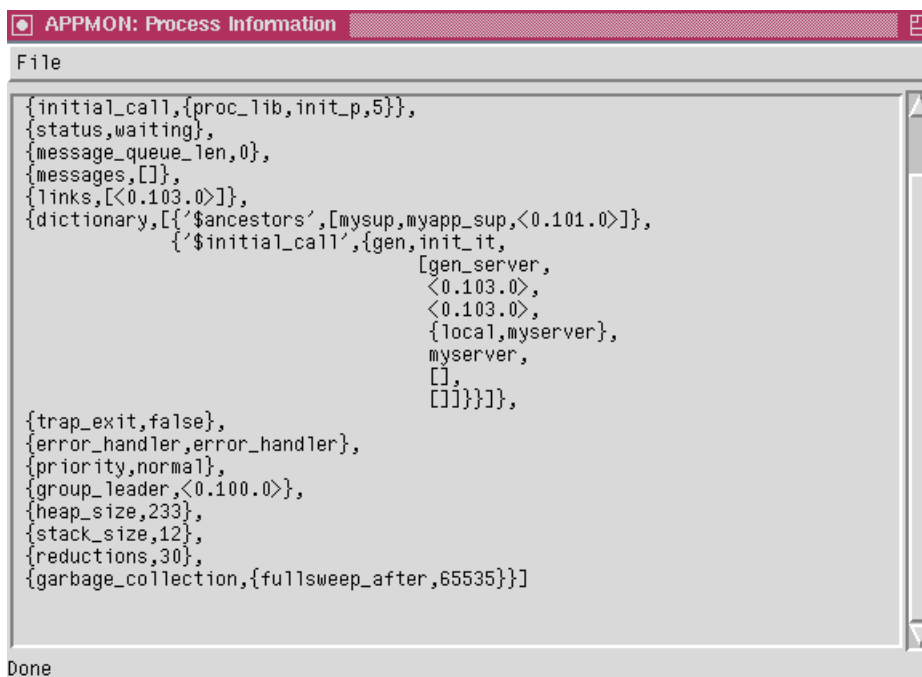 APPMON: Process Information
File
{initial_call,{proc_lib,init_p,5}},
{status,waiting},
{message_queue_len,0},
{messages,[]},
{links,[<0.103.0>]},
{dictionary,[{'$ancestors',[mysup,myapp_sup,<0.101.0>]},
{'$initial_call',{gen,init_it,
[gen_server,
<0.103.0>,
<0.103.0>,
{local,myserver},
myserver,
[],
[]]}}]},
{trap_exit,false},
{error_handler,error_handler},
{priority,normal},
{group_leader,<0.100.0>},
{heap_size,233},
{stack_size,12},
{reductions,30},
{garbage_collection,{fullsweep_after,65535}}]
Done